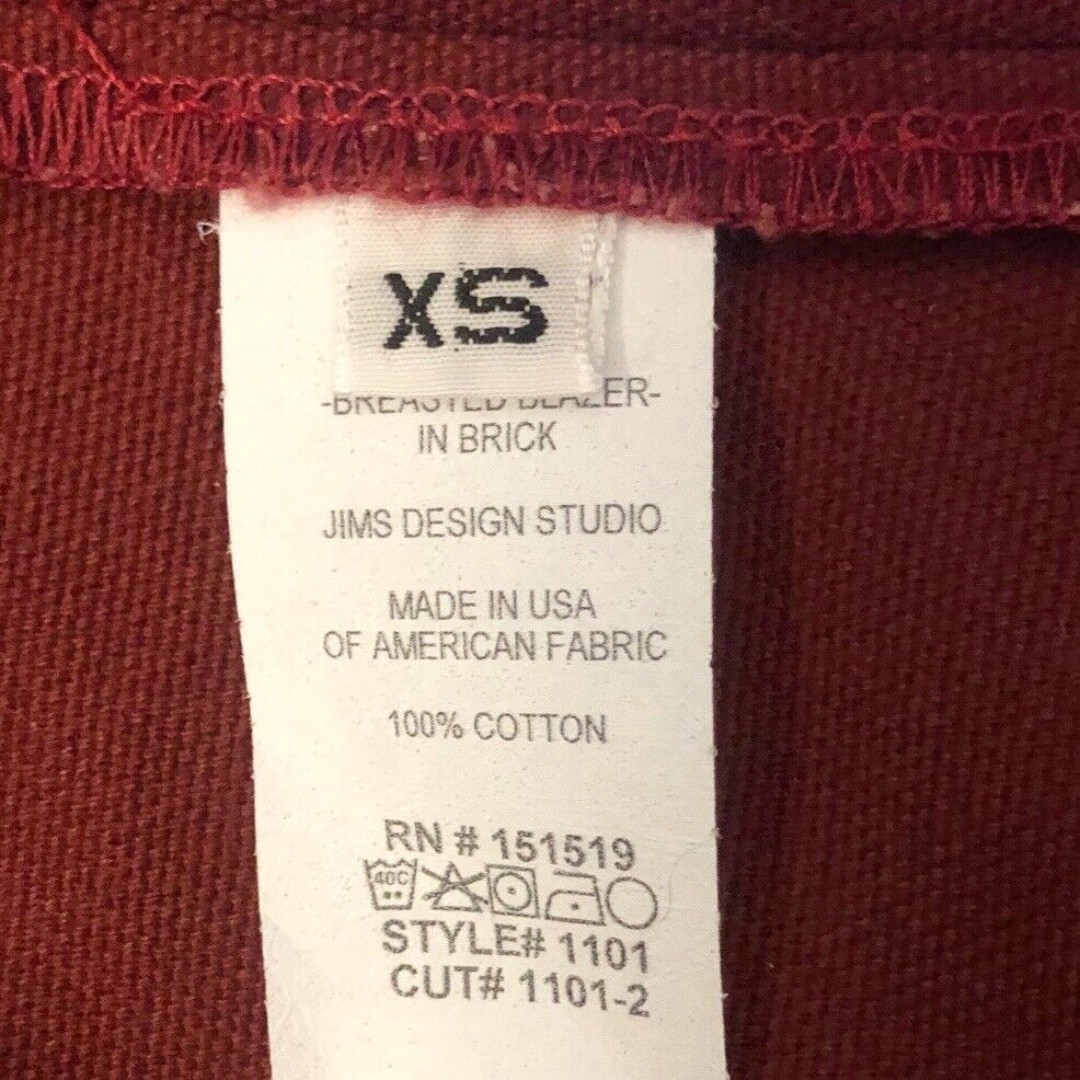 XS
-BREASTED BLAZER-
IN BRICK
JIMS DESIGN STUDIO
MADE IN USA
OF AMERICAN FABRIC
100% COTTON
RN # 151519
40C
STYLE# 1101
CUT# 1101-2